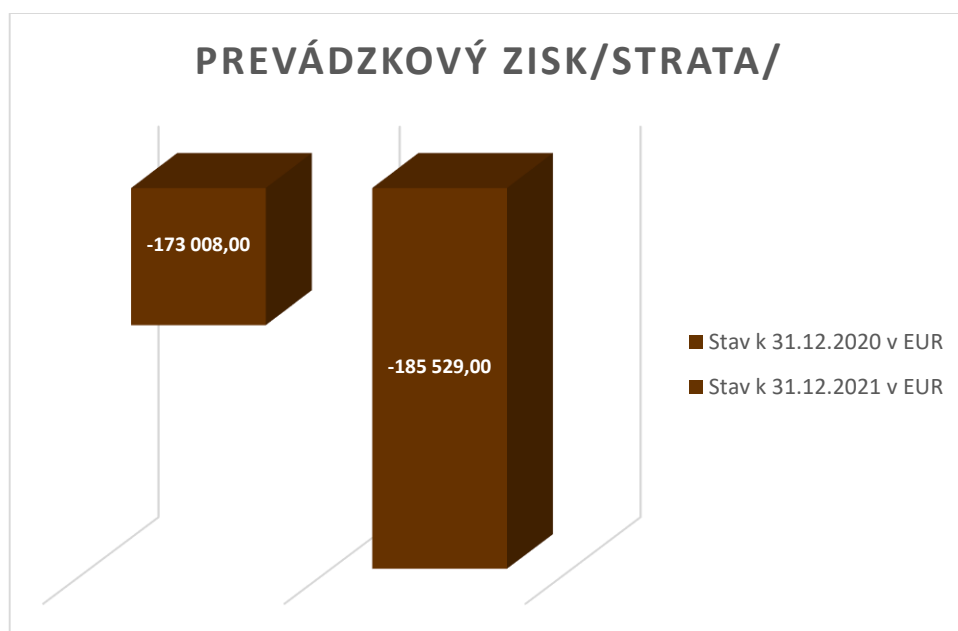 PREVÁDZKOVÝ ZISK/STRATA/
-173 008,00
-185 529,00
Stav k 31.12.2020 v EUR
Stav k 31.12.2021 v EUR